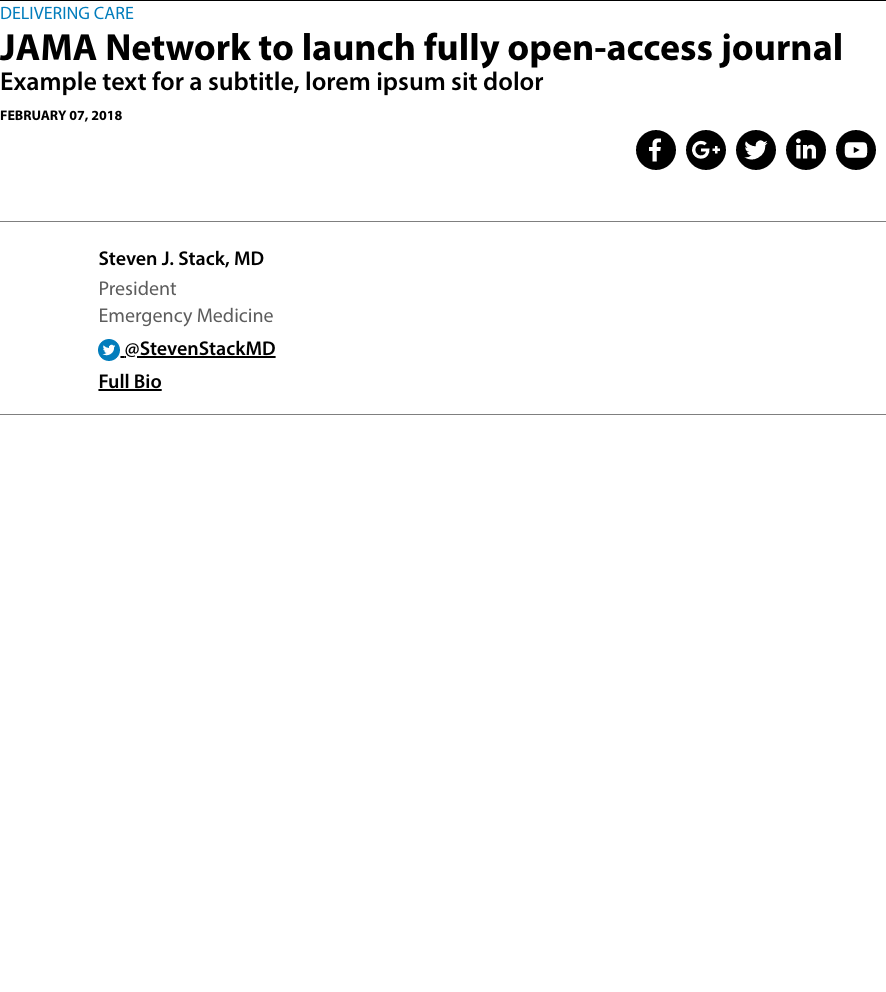 DELIVERING CARE
JAMA Network to launch fully open-access journal
Example text for a subtitle, lorem ipsum sit dolor
FEBRUARY 07, 2018
Steven J. Stack, MD
President
Emergency Medicine
@StevenStackMD
Full Bio